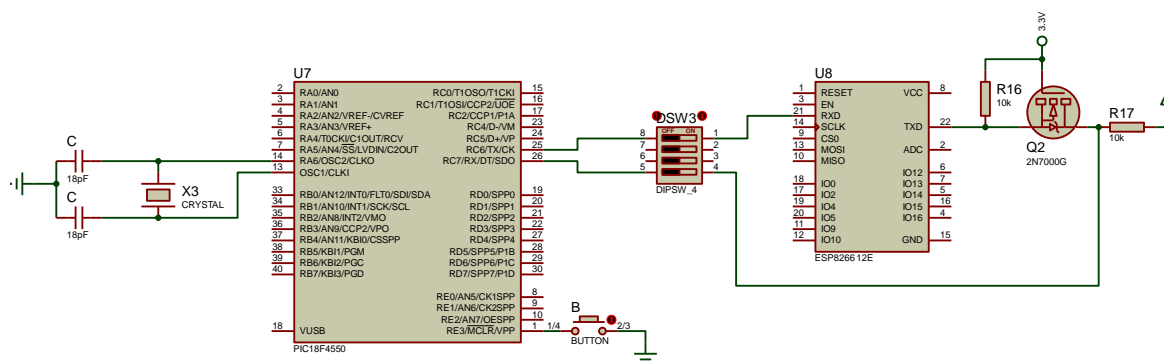 C
18pF
C
18pF
X3
CRYSTAL
U7
2 RA0/AN0
3 RA1/AN1
4 RA2/AN2/VREF-/CVREF
5 RA3/AN3/VREF+
6 RA4/T0CKI/C1OUT/RCV
7 RA5/AN4/SS/LVDIN/C2OUT
14 RA6/OSC2/CLKO
13 OSC1/CLKI
33 RB0/AN12/INT0/FLT0/SDI/SDA
34 RB1/AN10/INT1/SCK/SCL
35 RB2/AN8/INT2/VMO
36 RB3/AN9/CCP2/VPO
37 RB4/AN11/KBI0/CSSPP
38 RB5/KBI1/PGM
39 RB6/KBI2/PGC
40 RB7/KBI3/PGD
18 VUSB
RC0/T1OSO/T1CKI 15
RC1/T1OSI/CCP2/UOE 16
RC2/CCP1/P1A 17
RC4/D-/VM 23
RC5/D+/VP 24
RC6/TX/CK 25
RC7/RX/DT/SDO 26
RD0/SPP0 19
RD1/SPP1 20
RD2/SPP2 21
RD3/SPP3 22
RD4/SPP4 27
RD5/SPP5/P1B 28
RD6/SPP6/P1C 29
RD7/SPP7/P1D 30
RE0/AN5/CK1SPP 8
RE1/AN6/CK2SPP 9
RE2/AN7/OESPP 10
RE3/MCLR/VPP 1
PIC18F4550
B
1/4 2/3
BUTTON
DSW3
OFF ON
8 1
7 2
6 3
5 4
DIPSW_4
U8
1 RESET
3 EN
21 RXD
14 SCLK
9 CS0
13 MOSI
10 MISO
18 IO0
17 IO2
19 IO4
20 IO5
11 IO9
12 IO10
VCC 8
TXD 22
ADC 2
IO12 6
IO13 7
IO14 5
IO15 16
IO16 4
GND 15
ESP8266 12E
R16
10k
3.3V
Q2
2N7000G
R17
10k